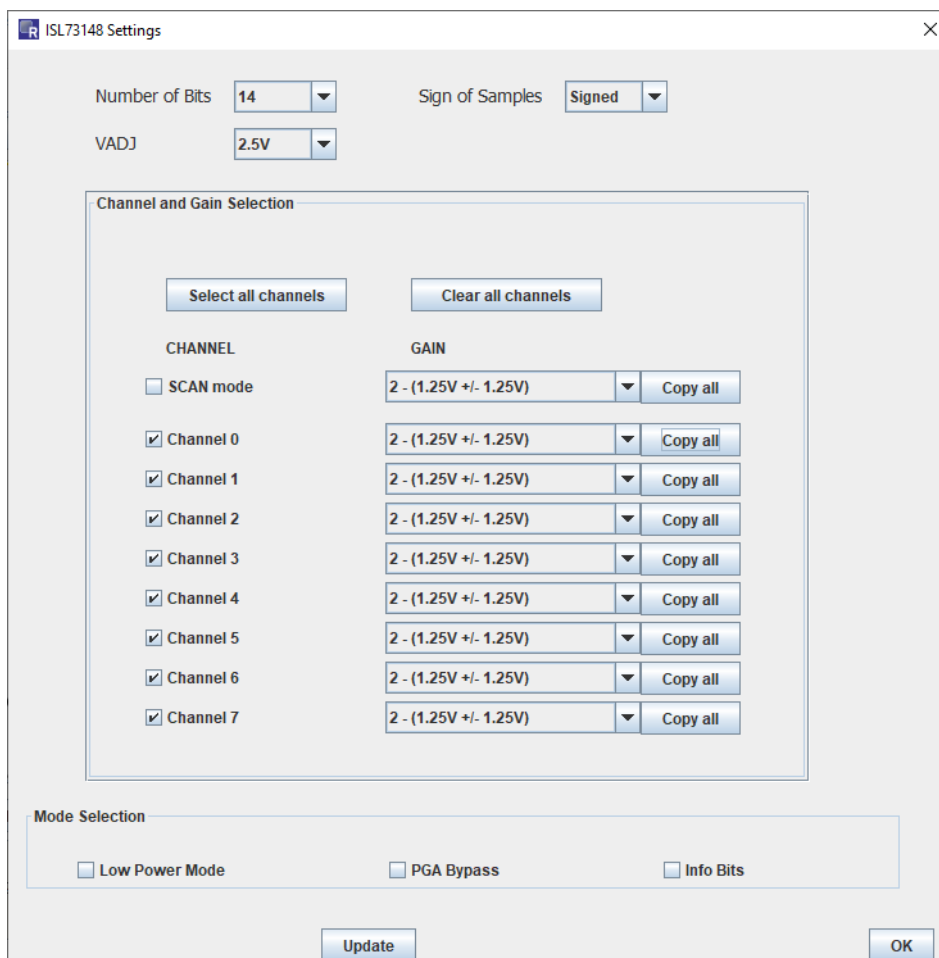 ISL73148 Settings
Number of Bits 14 Sign of Samples Signed
VADJ 2.5V
Channel and Gain Selection
Select all channels Clear all channels
CHANNEL GAIN
SCAN mode 2 - (1.25V +/- 1.25V) Copy all
Channel 0 2 - (1.25V +/- 1.25V) Copy all
Channel 1 2 - (1.25V +/- 1.25V) Copy all
Channel 2 2 - (1.25V +/- 1.25V) Copy all
Channel 3 2 - (1.25V +/- 1.25V) Copy all
Channel 4 2 - (1.25V +/- 1.25V) Copy all
Channel 5 2 - (1.25V +/- 1.25V) Copy all
Channel 6 2 - (1.25V +/- 1.25V) Copy all
Channel 7 2 - (1.25V +/- 1.25V) Copy all
Mode Selection
Low Power Mode PGA Bypass Info Bits
Update OK